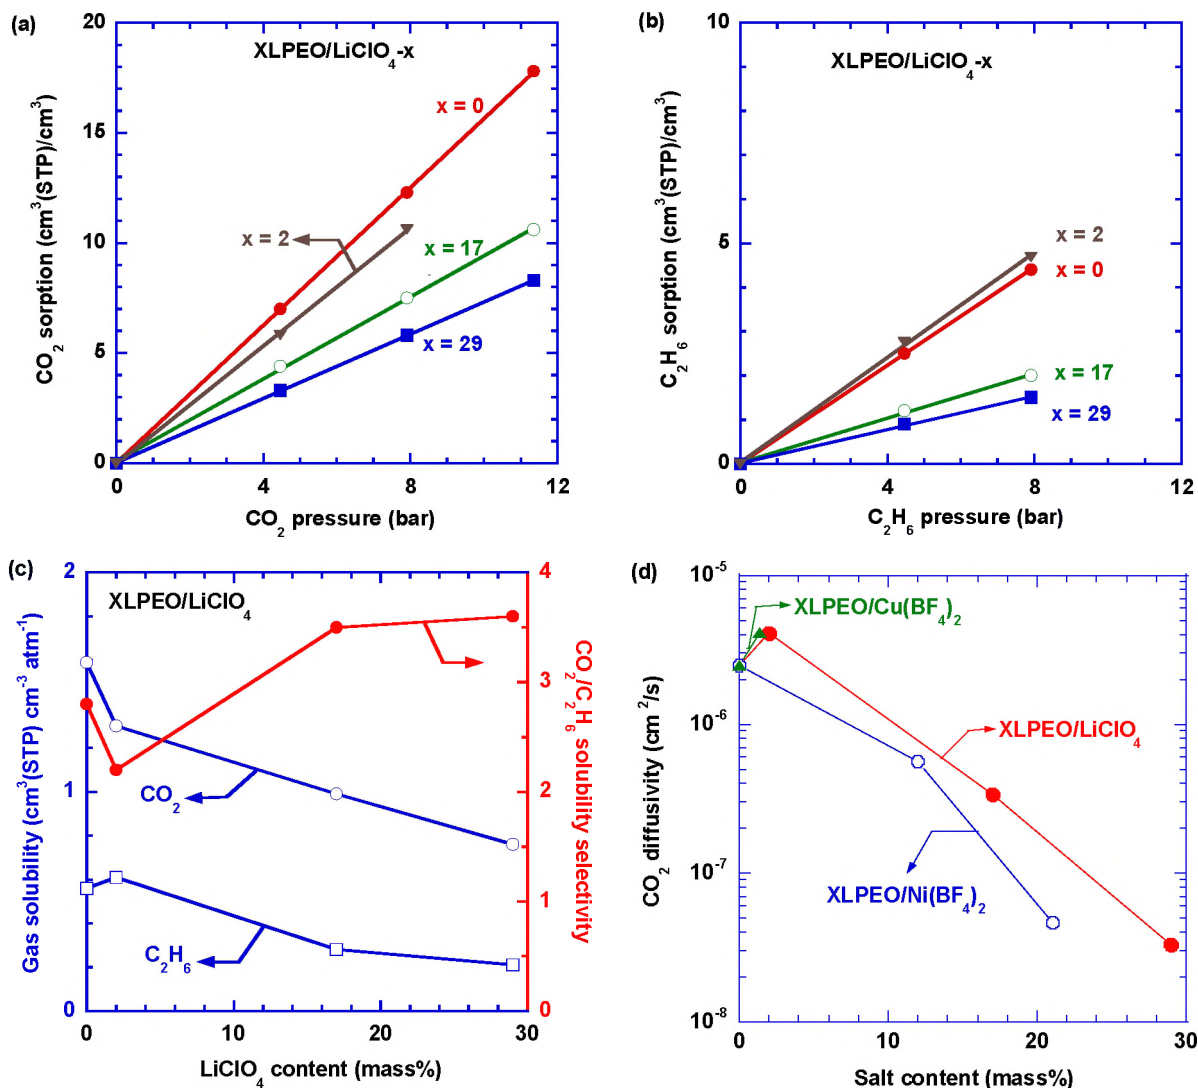 (a)
XLPEO/LiClO₄-x
x = 0
x = 2
x = 17
x = 29
CO₂ sorption (cm³(STP)/cm³)
20
15
10
5
0
0 4 8 12
CO₂ pressure (bar)
(b)
XLPEO/LiClO₄-x
x = 2
x = 0
x = 17
x = 29
C₂H₆ sorption (cm³(STP)/cm³)
10
5
0
0 4 8 12
C₂H₆ pressure (bar)
(c)
XLPEO/LiClO₄
CO₂
C₂H₆
Gas solubility (cm³(STP) cm⁻³ atm⁻¹)
2
1
0
CO₂/C₂H₆ solubility selectivity
4
3
2
1
0
0 10 20 30
LiClO₄ content (mass%)
(d)
XLPEO/Cu(BF₄)₂
XLPEO/LiClO₄
XLPEO/Ni(BF₄)₂
CO₂ diffusivity (cm²/s)
10⁻⁵
10⁻⁶
10⁻⁷
10⁻⁸
0 10 20 30
Salt content (mass%)